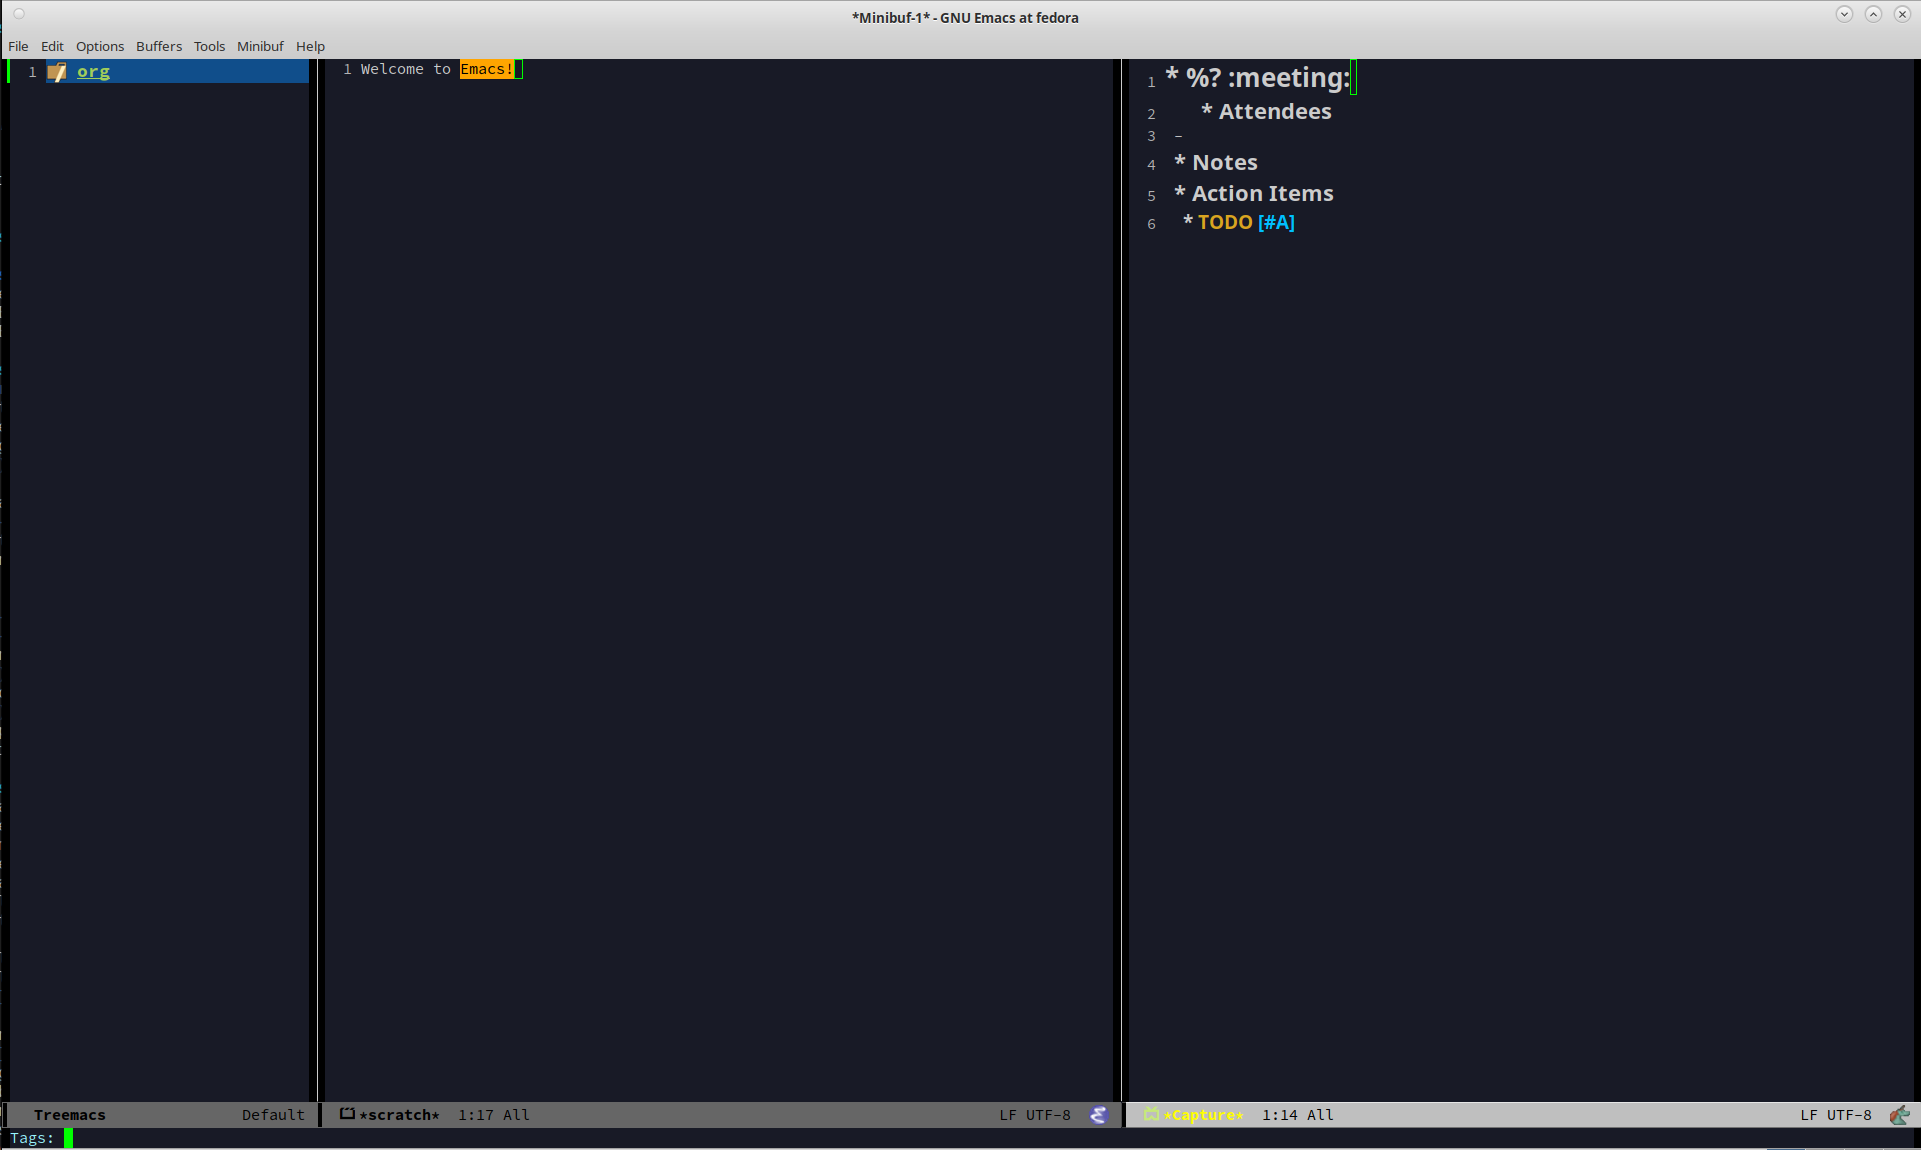 *Minibuf-1* - GNU Emacs at fedora
File Edit Options Buffers Tools Minibuf Help
1 org
1 Welcome to Emacs!
1 * %? :meeting:
2 * Attendees
3 -
4 * Notes
5 * Action Items
6 * TODO [#A]
Treemacs Default
*scratch* 1:17 All LF UTF-8
*Capture* 1:14 All LF UTF-8
Tags: